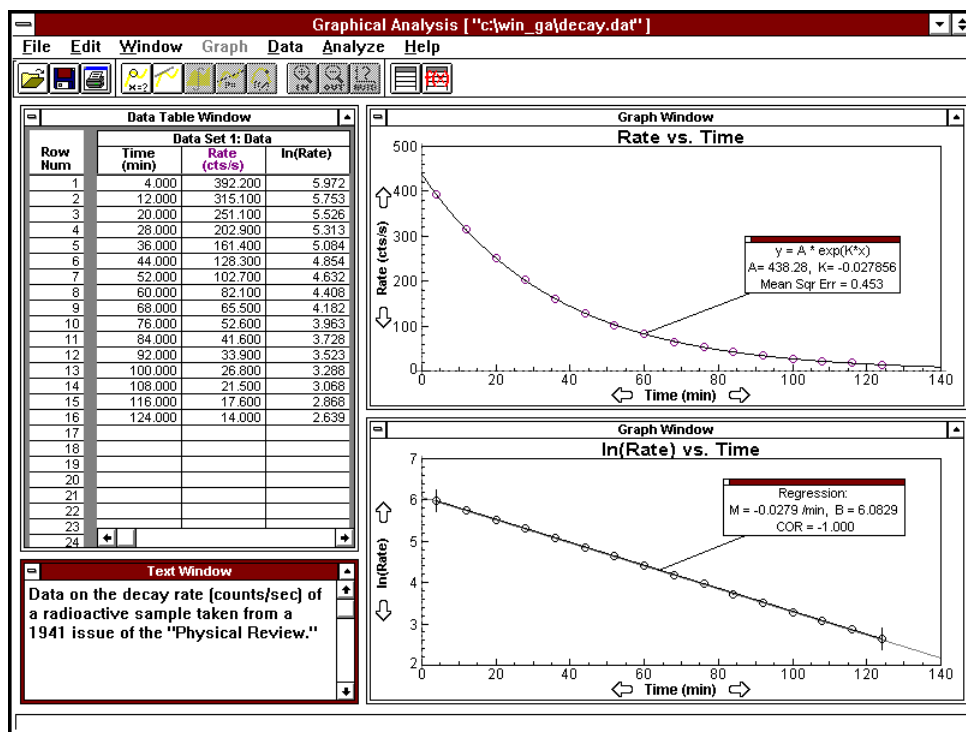 Graphical Analysis [ "c:\win_ga\decay.dat" ]
File Edit Window Graph Data Analyze Help
x=?
IN OUT AUTO
f(x)
Data Table Window
Data Set 1: Data
Row Num Time (min) Rate (cts/s) ln(Rate)
1 4.000 392.200 5.972
2 12.000 315.100 5.753
3 20.000 251.100 5.526
4 28.000 202.900 5.313
5 36.000 161.400 5.084
6 44.000 128.300 4.854
7 52.000 102.700 4.632
8 60.000 82.100 4.408
9 68.000 65.500 4.182
10 76.000 52.600 3.963
11 84.000 41.600 3.728
12 92.000 33.900 3.523
13 100.000 26.800 3.288
14 108.000 21.500 3.068
15 116.000 17.600 2.868
16 124.000 14.000 2.639
17
18
19
20
21
22
23
24
Text Window
Data on the decay rate (counts/sec) of
a radioactive sample taken from a
1941 issue of the "Physical Review."
Graph Window
Rate vs. Time
500
400
300
200
100
0
Rate (cts/s)
y = A * exp(K*x)
A= 438.28, K= -0.027856
Mean Sqr Err = 0.453
0 20 40 60 80 100 120 140
Time (min)
Graph Window
ln(Rate) vs. Time
7
6
5
4
3
2
ln(Rate)
Regression:
M = -0.0279 /min, B = 6.0829
COR = -1.000
0 20 40 60 80 100 120 140
Time (min)